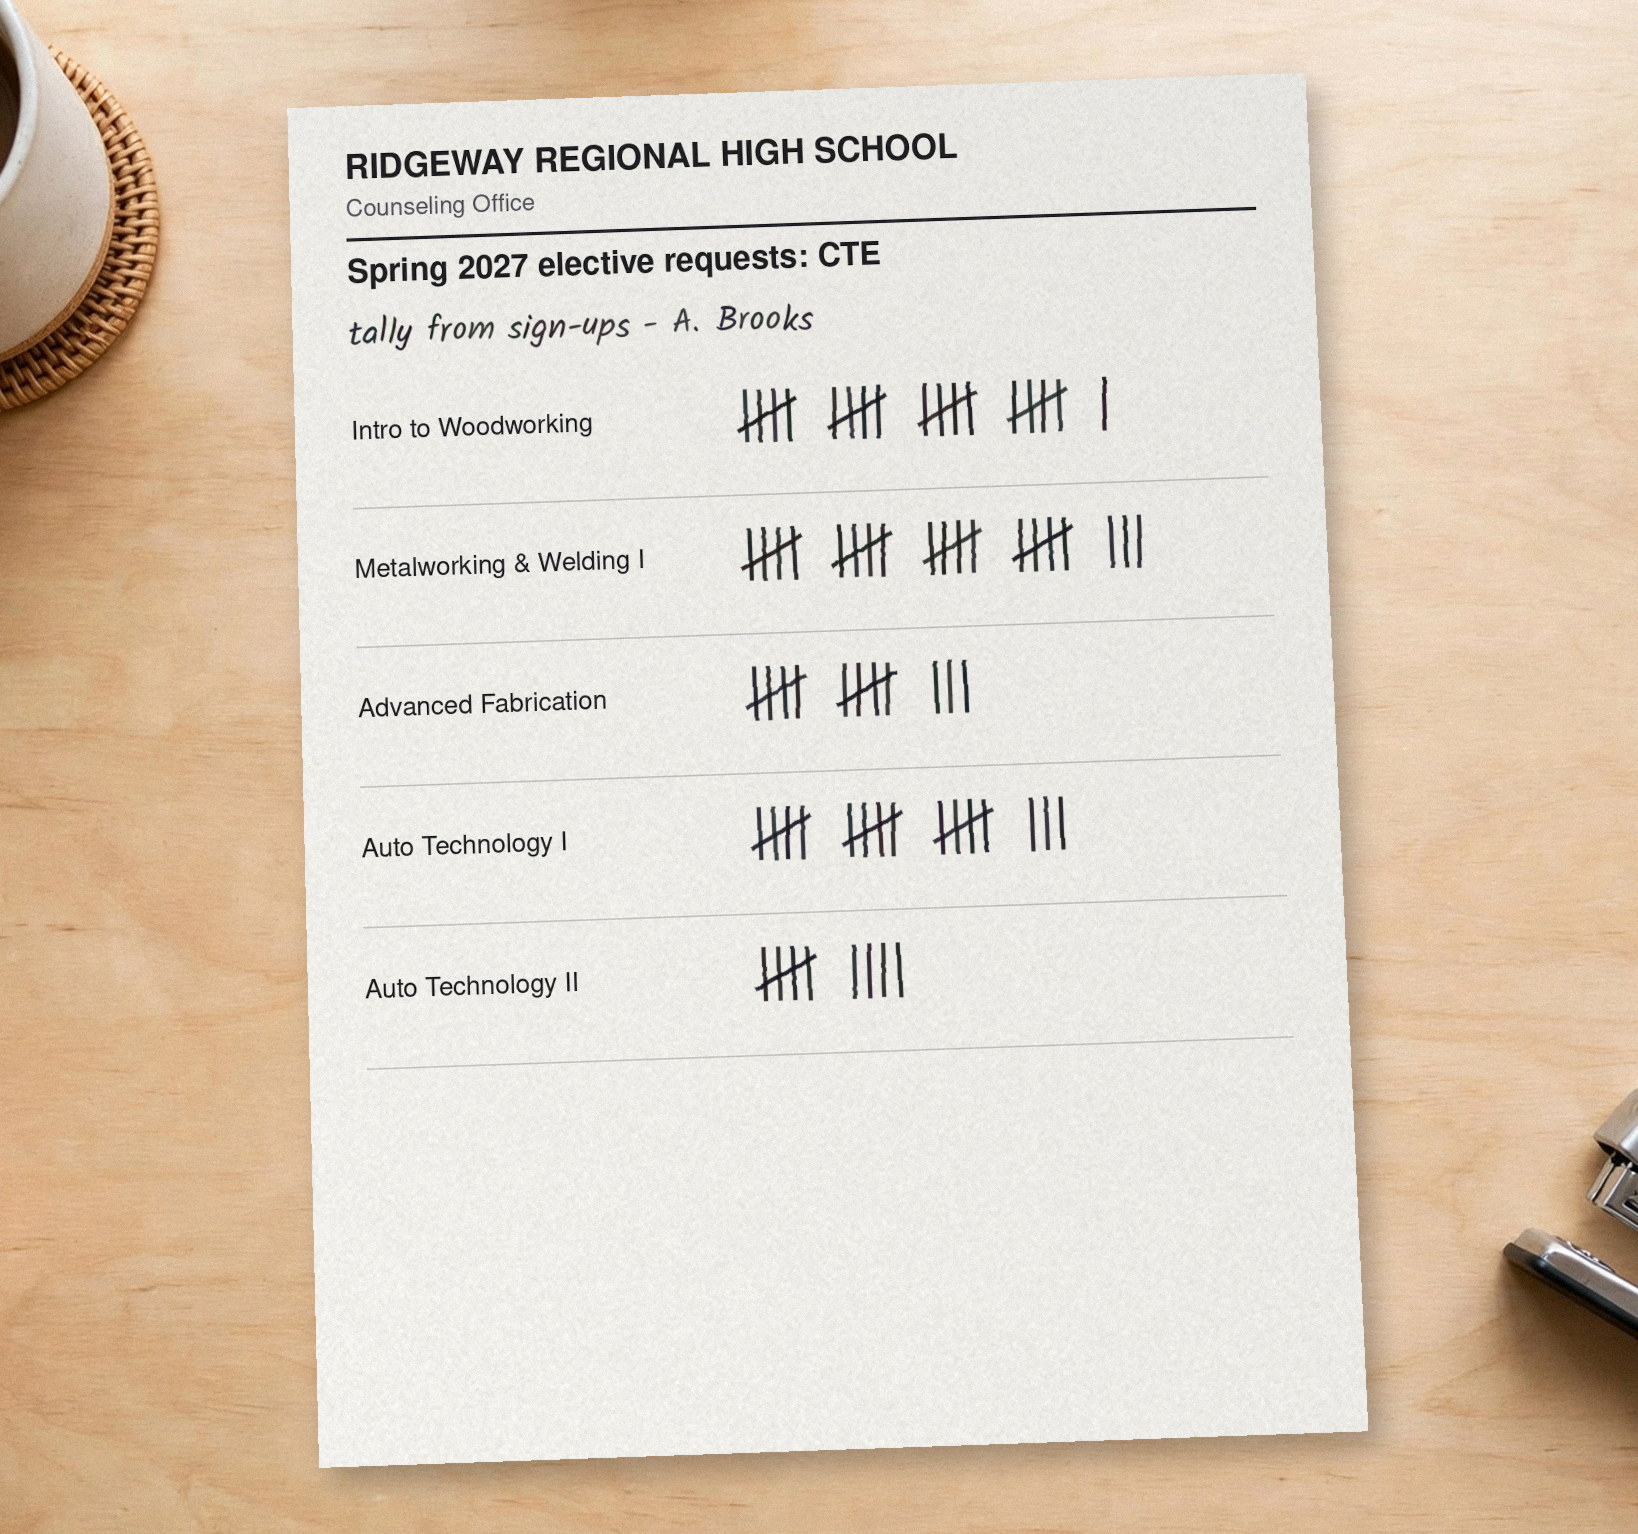 RIDGEWAY REGIONAL HIGH SCHOOL
Counseling Office
Spring 2027 elective requests: CTE
tally from sign-ups - A. Brooks
Intro to Woodworking 𝍸 𝍸 𝍸 𝍸 |
Metalworking & Welding I 𝍸 𝍸 𝍸 𝍸 |||
Advanced Fabrication 𝍸 𝍸 |||
Auto Technology I 𝍸 𝍸 𝍸 |||
Auto Technology II 𝍸 ||||